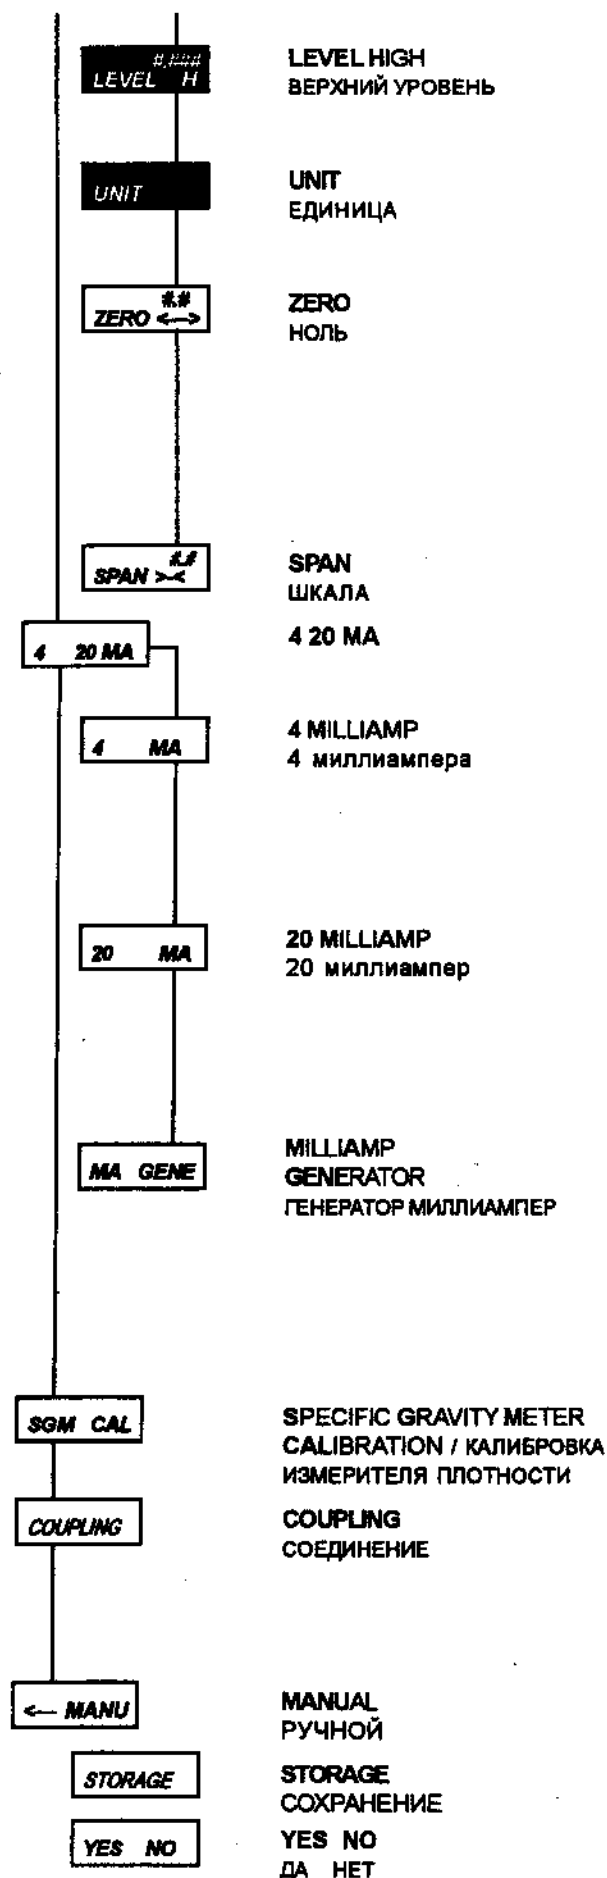 #.###
LEVEL H
LEVEL HIGH
ВЕРХНИЙ УРОВЕНЬ
UNIT
UNIT
ЕДИНИЦА
#.#
ZERO <—>
ZERO
НОЛЬ
#.#
SPAN >-<
SPAN
ШКАЛА
4 20 MA
4 20 MA
4 MA
4 MILLIAMP
4 миллиампера
20 MA
20 MILLIAMP
20 миллиампер
MA GENE
MILLIAMP
GENERATOR
ГЕНЕРАТОР МИЛЛИАМПЕР
SGM CAL
SPECIFIC GRAVITY METER
CALIBRATION / КАЛИБРОВКА
ИЗМЕРИТЕЛЯ ПЛОТНОСТИ
COUPLING
COUPLING
СОЕДИНЕНИЕ
<— MANU
MANUAL
РУЧНОЙ
STORAGE
STORAGE
СОХРАНЕНИЕ
YES NO
YES NO
ДА НЕТ